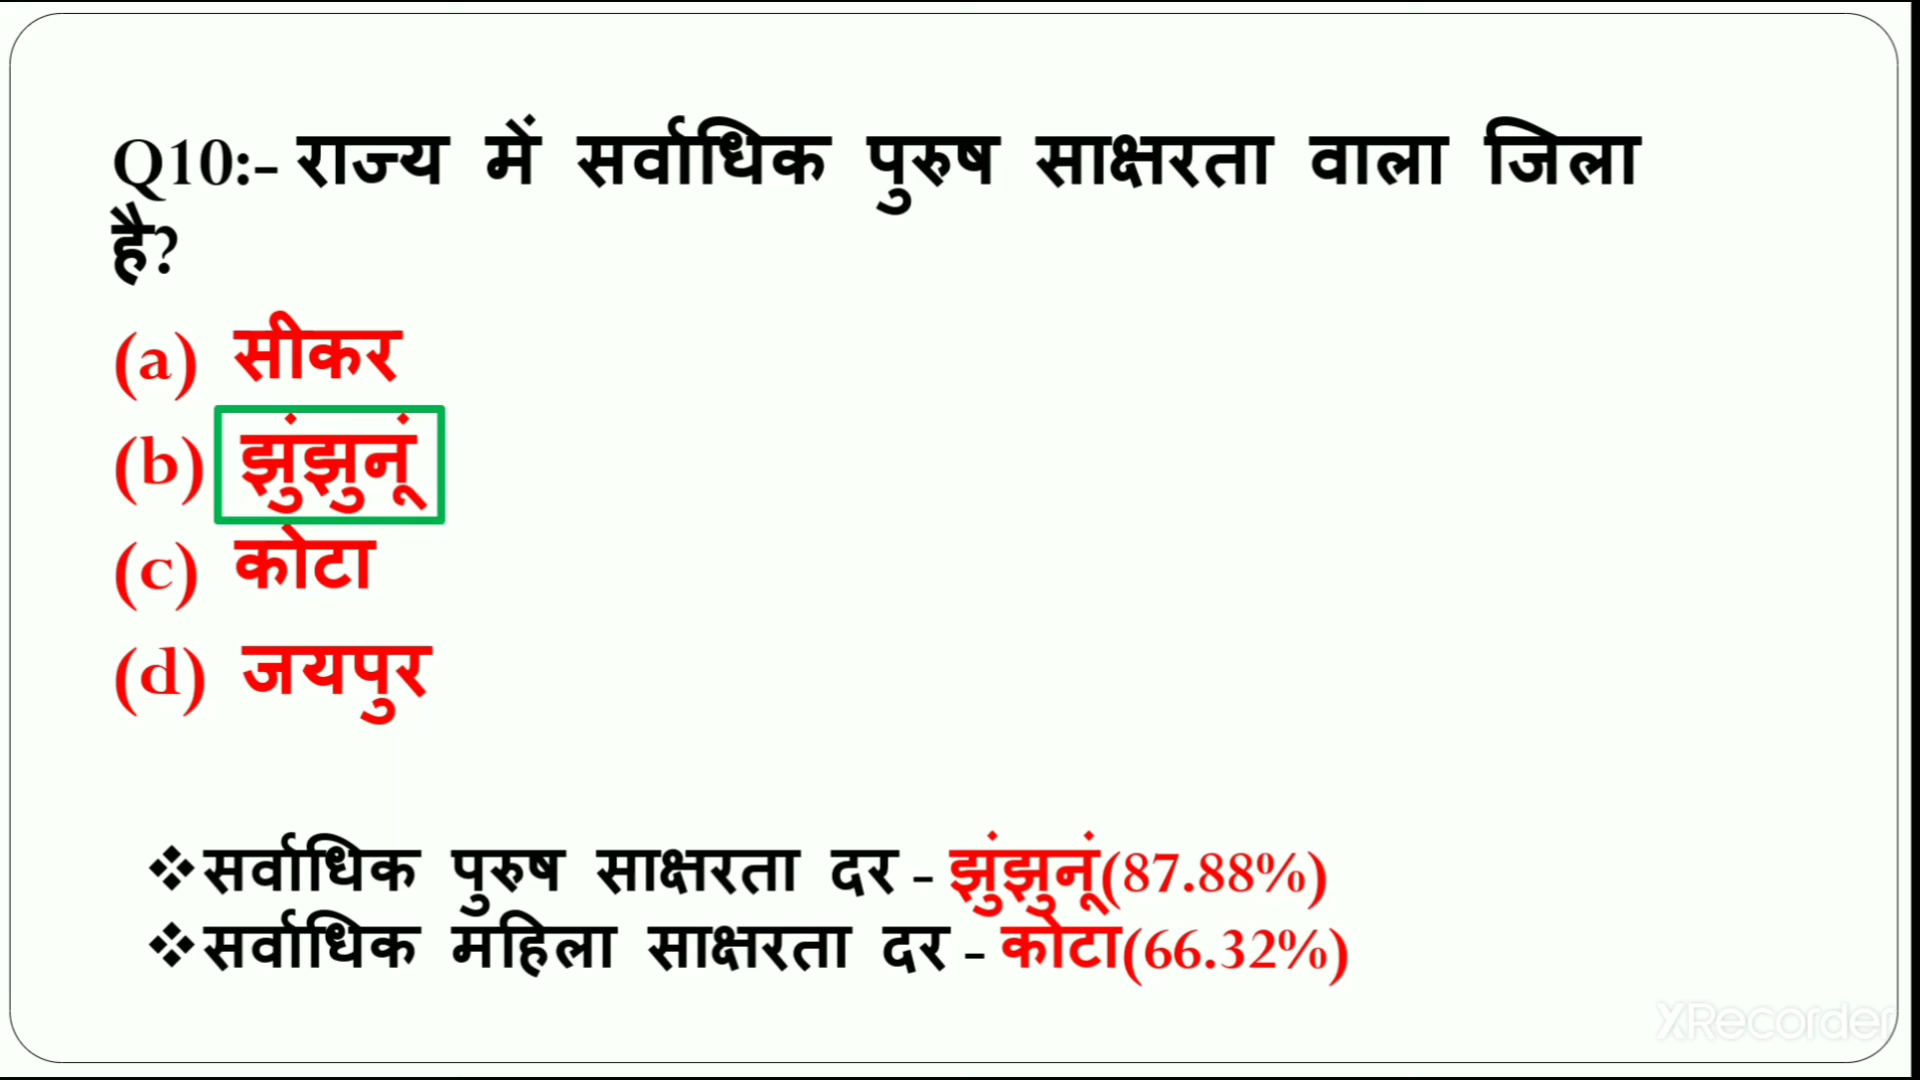 Q10:- राज्य में सर्वाधिक पुरुष साक्षरता वाला जिला
है?
(a) सीकर
(b) झुंझुनूं
(c) कोटा
(d) जयपुर
❖सर्वाधिक पुरुष साक्षरता दर - झुंझुनूं(87.88%)
❖सर्वाधिक महिला साक्षरता दर - कोटा(66.32%)
XRecorder